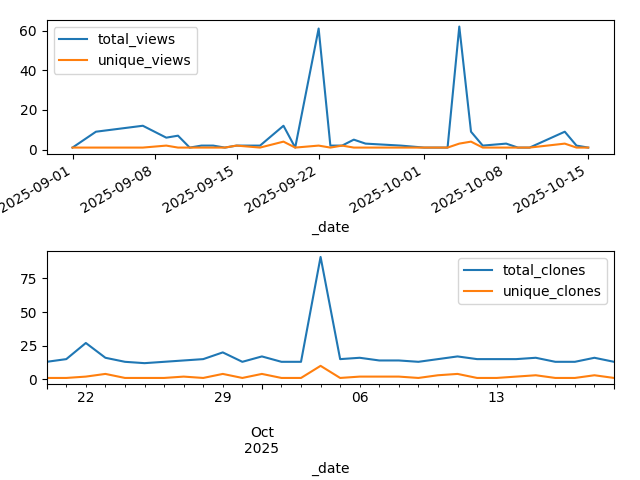 60
40
20
0
total_views
unique_views
2025-09-01
2025-09-08
2025-09-15
2025-09-22
2025-10-01
2025-10-08
2025-10-15
_date
75
50
25
0
total_clones
unique_clones
22
29
06
13
Oct
2025
_date